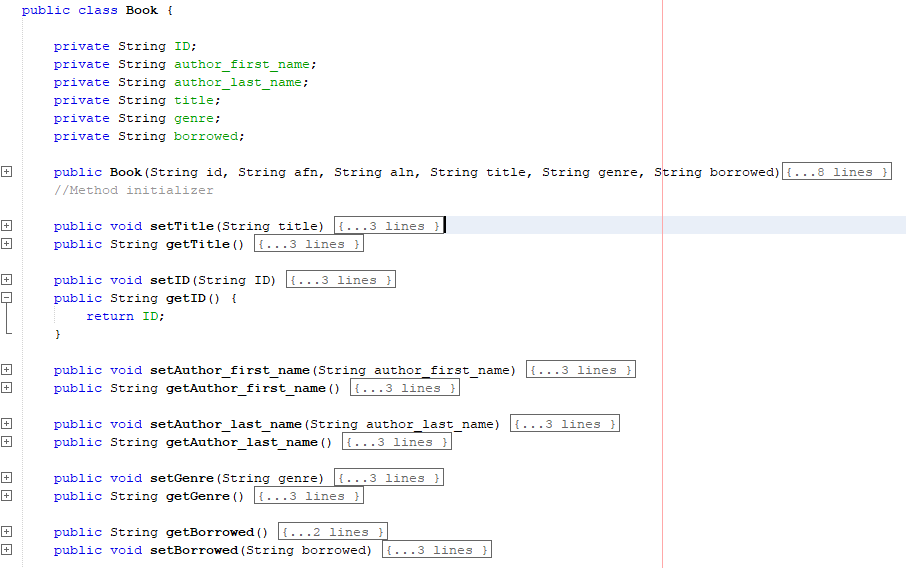 public class Book {
private String ID;
private String author_first_name;
private String author_last_name;
private String title;
private String genre;
private String borrowed;
public Book(String id, String afn, String aln, String title, String genre, String borrowed){...8 lines }
//Method initializer
public void setTitle(String title) {...3 lines }
public String getTitle() {...3 lines }
public void setID(String ID) {...3 lines }
public String getID() {
return ID;
}
public void setAuthor_first_name(String author_first_name) {...3 lines }
public String getAuthor_first_name() {...3 lines }
public void setAuthor_last_name(String author_last_name) {...3 lines }
public String getAuthor_last_name() {...3 lines }
public void setGenre(String genre) {...3 lines }
public String getGenre() {...3 lines }
public String getBorrowed() {...2 lines }
public void setBorrowed(String borrowed) {...3 lines }